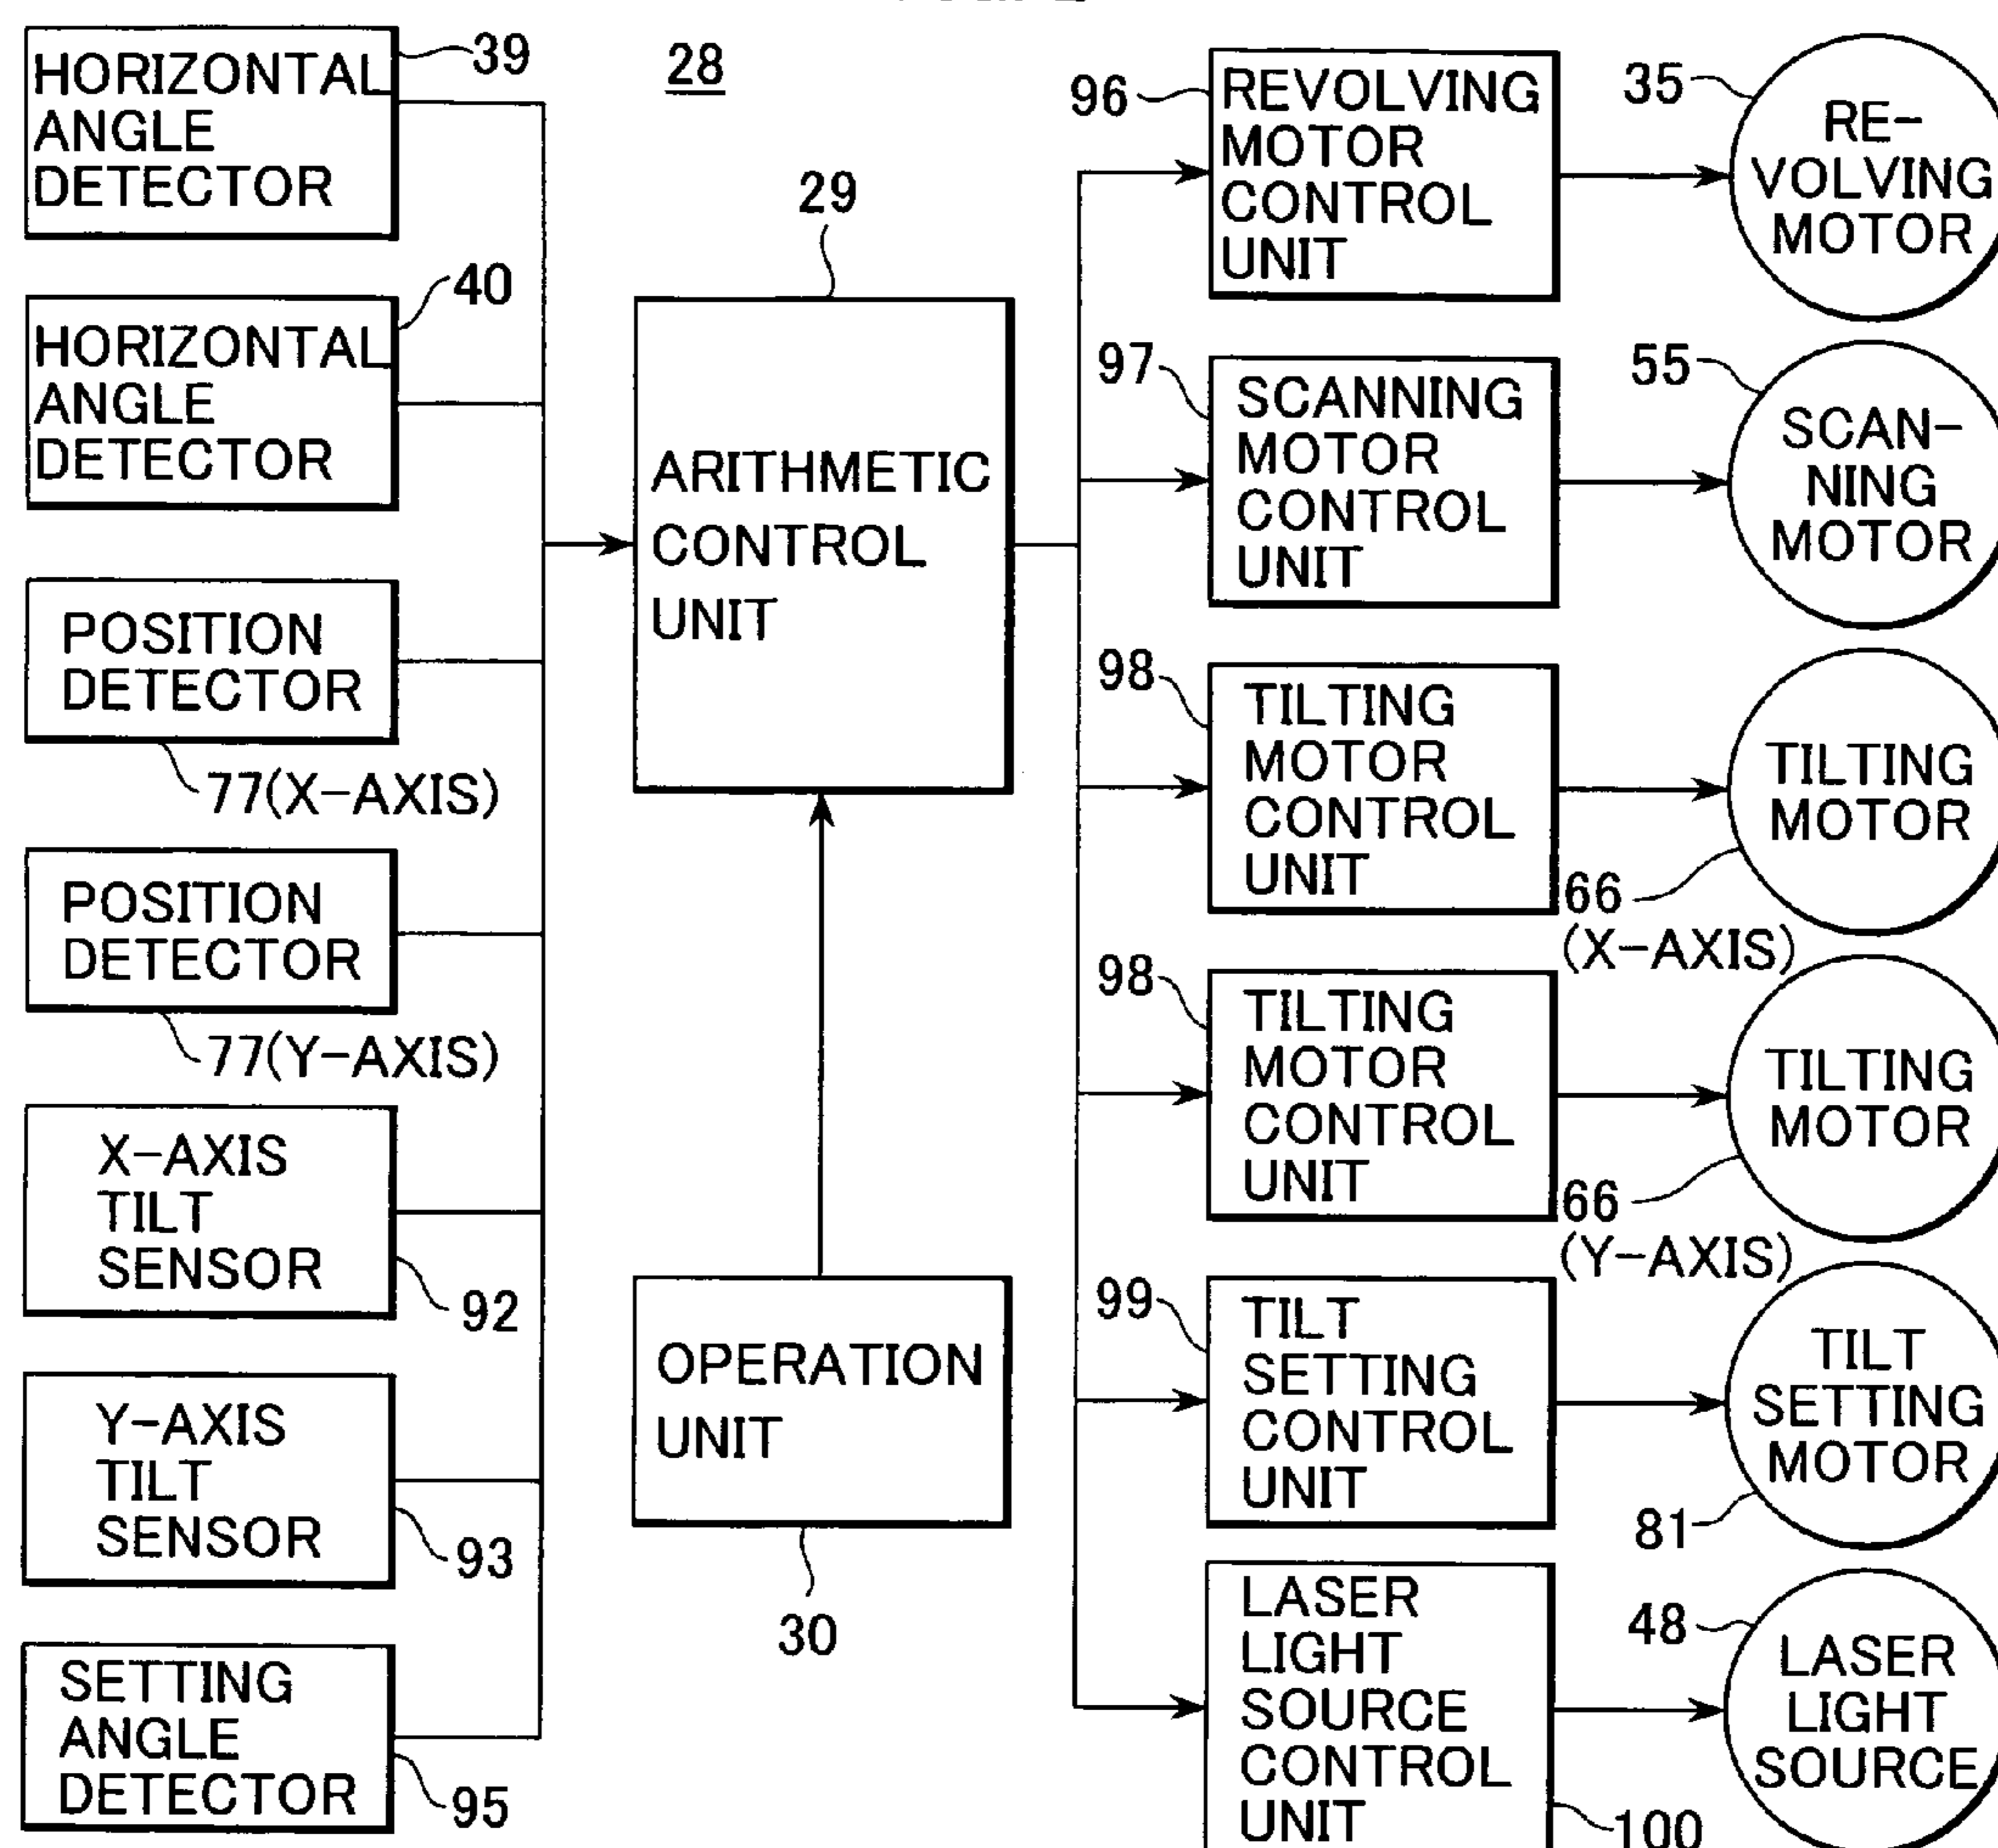 39
HORIZONTAL
ANGLE
DETECTOR
40
HORIZONTAL
ANGLE
DETECTOR
POSITION
DETECTOR
77(X-AXIS)
POSITION
DETECTOR
77(Y-AXIS)
X-AXIS
TILT
SENSOR
92
Y-AXIS
TILT
SENSOR
93
SETTING
ANGLE
DETECTOR
95
28
29
ARITHMETIC
CONTROL
UNIT
OPERATION
UNIT
30
96
REVOLVING
MOTOR
CONTROL
UNIT
97
SCANNING
MOTOR
CONTROL
UNIT
98
TILTING
MOTOR
CONTROL
UNIT
98
TILTING
MOTOR
CONTROL
UNIT
99
TILT
SETTING
CONTROL
UNIT
LASER
LIGHT
SOURCE
CONTROL
UNIT
100
35
RE-
VOLVING
MOTOR
55
SCAN-
NING
MOTOR
TILTING
MOTOR
66
(X-AXIS)
TILTING
MOTOR
66
(Y-AXIS)
TILT
SETTING
MOTOR
81
48
LASER
LIGHT
SOURCE